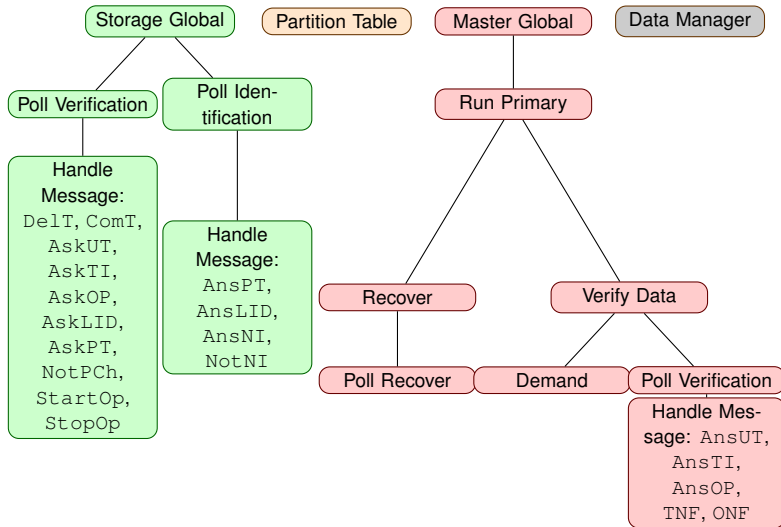 Storage Global
Partition Table
Master Global
Data Manager
Poll Verification
Poll Iden-
tification
Run Primary
Handle
Message:
DelT, ComT,
AskUT,
AskTI,
AskOP,
AskLID,
AskPT,
NotPCh,
StartOp,
StopOp
Handle
Message:
AnsPT,
AnsLID,
AnsNI,
NotNI
Recover
Verify Data
Poll Recover
Demand
Poll Verification
Handle Mes-
sage: AnsUT,
AnsTI,
AnsOP,
TNF, ONF